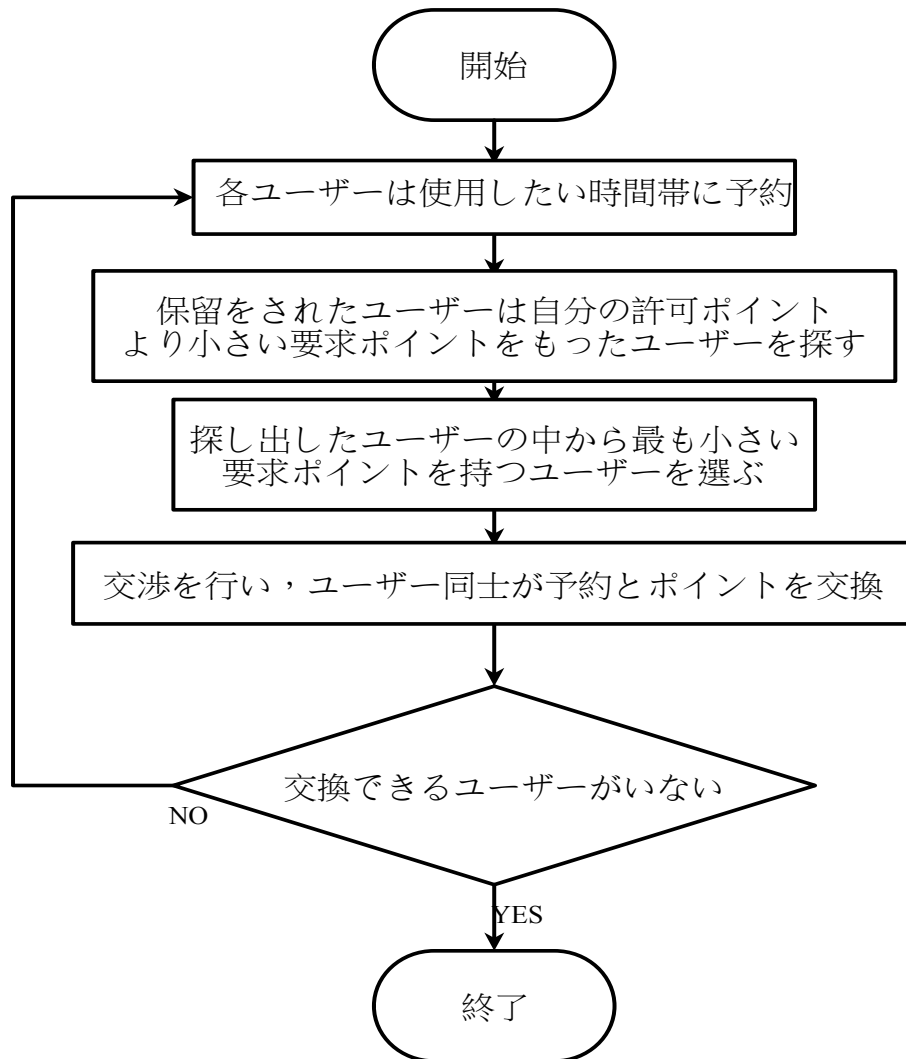 開始
各ユーザーは使用したい時間帯に予約
保留をされたユーザーは自分の許可ポイント
より小さい要求ポイントをもったユーザーを探す
探し出したユーザーの中から最も小さい
要求ポイントを持つユーザーを選ぶ
交渉を行い，ユーザー同士が予約とポイントを交換
交換できるユーザーがいない
NO
YES
終了